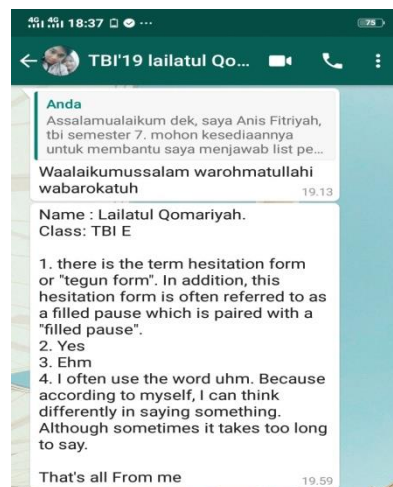 4G 4G 18:37 75
TBI'19 lailatul Qo...
Anda
Assalamualaikum dek, saya Anis Fitriyah,
tbi semester 7. mohon kesediaannya
untuk membantu saya menjawab list pe...
Waalaikumussalam warohmatullahi
wabarokatuh
19.13
Name : Lailatul Qomariyah.
Class: TBI E
1. there is the term hesitation form
or "tegun form". In addition, this
hesitation form is often referred to as
a filled pause which is paired with a
"filled pause".
2. Yes
3. Ehm
4. I often use the word uhm. Because
according to myself, I can think
differently in saying something.
Although sometimes it takes too long
to say.
That's all From me
19.59